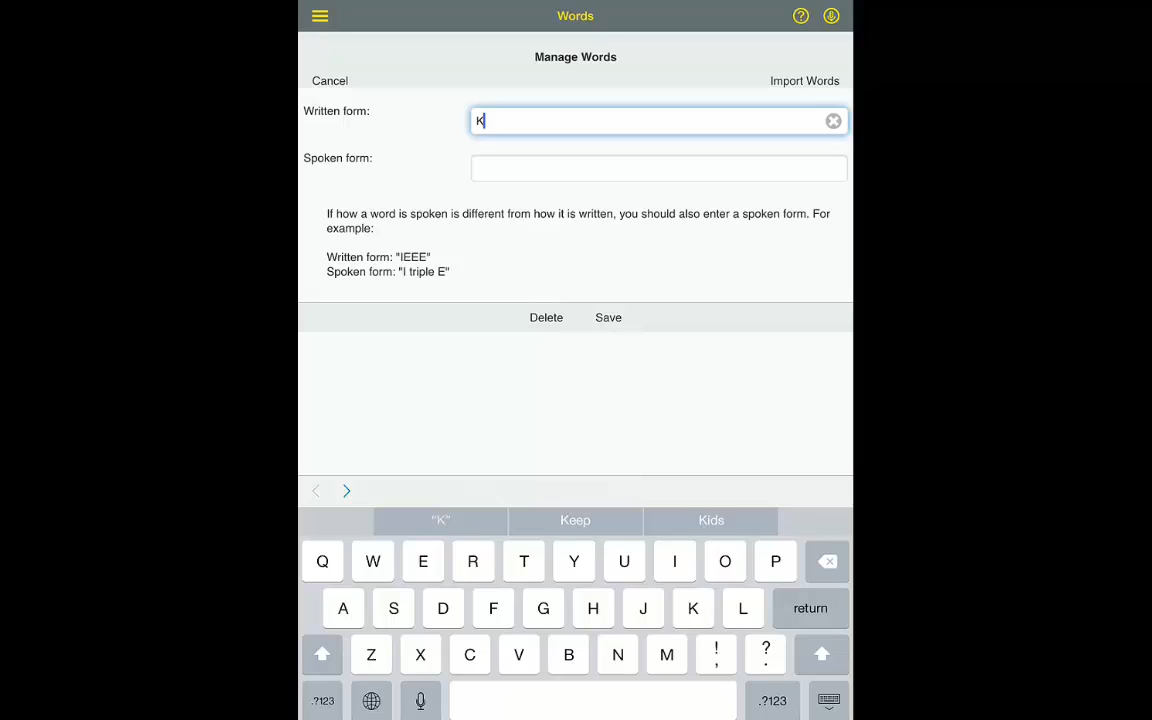 Words
Manage Words
Cancel Import Words
Written form: K
Spoken form:
If how a word is spoken is different from how it is written, you should also enter a spoken form. For
example:
Written form: "IEEE"
Spoken form: "I triple E"
Delete Save
"K" Keep Kids
Q W E R T Y U I O P
A S D F G H J K L return
Z X C V B N M ! , ? .
.?123 .?123